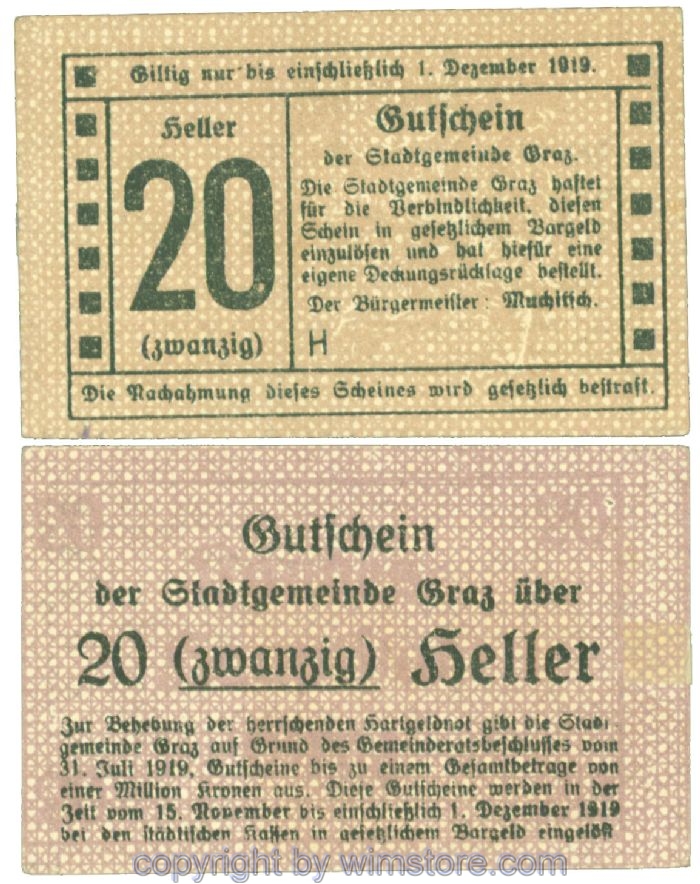 Giltig nur bis einschließlich 1. Dezember 1919.
Heller
20
(zwanzig)
Gutschein
der Stadtgemeinde Graz.
Die Stadtgemeinde Graz haftet
für die Verbindlichkeit, diesen
Schein in gesetzlichem Bargeld
einzulösen und hat hiefür eine
eigene Deckungsrücklage bestellt.
Der Bürgermeister: Muchitsch.
H
Die Nachahmung dieses Scheines wird gesetzlich bestraft.
Gutschein
der Stadtgemeinde Graz über
20 (zwanzig) Heller
Zur Behebung der herrschenden Hartgeldnot gibt die Stadt-
gemeinde Graz auf Grund des Gemeinderatsbeschlusses vom
31. Juli 1919, Gutscheine bis zu einem Gesamtbetrage von
einer Million Kronen aus. Diese Gutscheine werden in der
Zeit vom 15. November bis einschließlich 1. Dezember 1919
bei den städtischen Kassen in gesetzlichem Bargeld eingelöst
copyright by wimstore.com